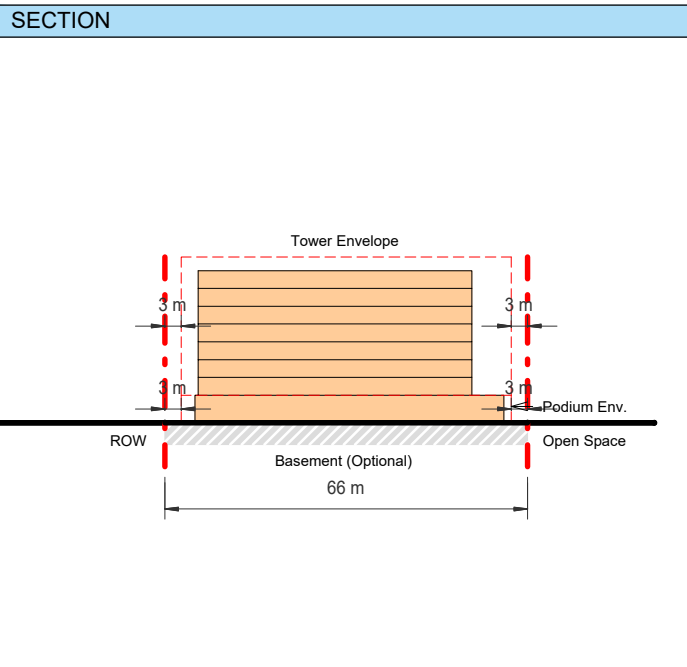 SECTION
Tower Envelope
3 m
3 m
3 m
3 m
Podium Env.
ROW
Open Space
Basement (Optional)
66 m